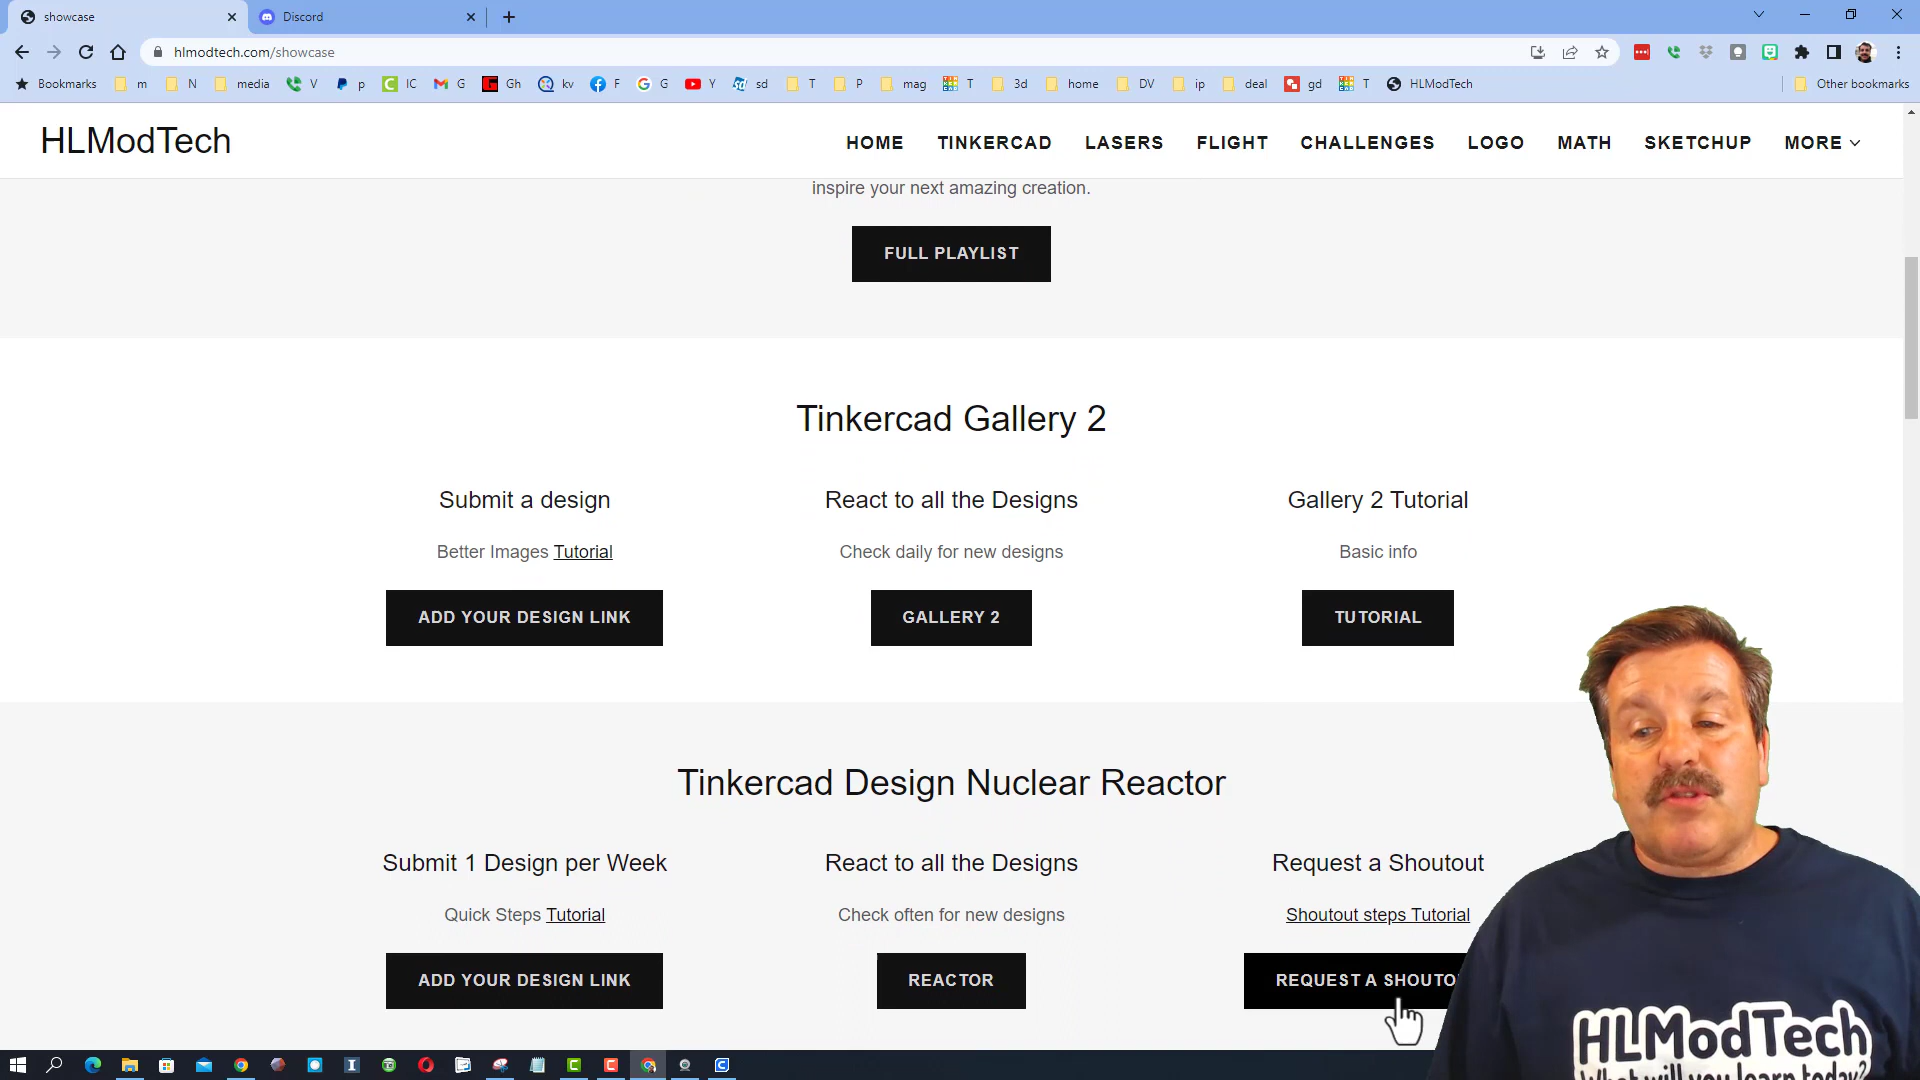 showcase
Discord
hlmodtech.com/showcase
Bookmarks m N media V p IC G Gh kv F G Y sd T P mag T 3d home DV ip deal gd T HLModTech Other bookmarks
HLModTech HOME TINKERCAD LASERS FLIGHT CHALLENGES LOGO MATH SKETCHUP MORE
inspire your next amazing creation.
FULL PLAYLIST
Tinkercad Gallery 2
Submit a design
Better Images Tutorial
ADD YOUR DESIGN LINK
React to all the Designs
Check daily for new designs
GALLERY 2
Gallery 2 Tutorial
Basic info
TUTORIAL
Tinkercad Design Nuclear Reactor
Submit 1 Design per Week
Quick Steps Tutorial
ADD YOUR DESIGN LINK
React to all the Designs
Check often for new designs
REACTOR
Request a Shoutout
Shoutout steps Tutorial
REQUEST A SHOUTO
HLModTech
What will you learn today?